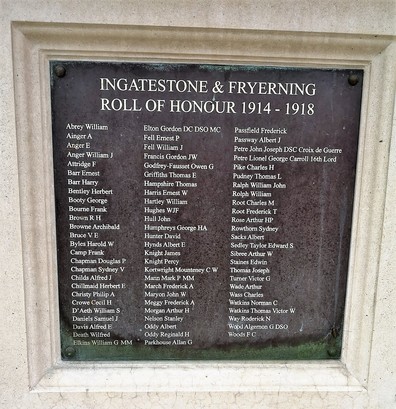 INGATESTONE & FRYERNING
ROLL OF HONOUR 1914 - 1918
Abrey William
Ainger A
Anger E
Anger William J
Attridge F
Barr Ernest
Barr Harry
Bentley Herbert
Booty George
Bourne Frank
Brown R H
Browne Archibald
Bruce V E
Byles Harold W
Camp Frank
Chapman Douglas P
Chapman Sydney V
Childs Alfred J
Chillmaid Herbert E
Christy Philip A
Crowe Cecil H
D'Aeth William S
Daniels Samuel J
Davis Alfred E
Death Wilfred
Elkins William G MM
Elton Gordon DC DSO MC
Fell Ernest P
Fell William J
Francis Gordon JW
Godfrey-Fausset Owen G
Griffiths Thomas E
Hampshire Thomas
Harris Ernest W
Hartley William
Hughes WJF
Hull John
Humphreys George HA
Hunter David
Hynds Albert E
Knight James
Knight Percy
Kortwright Mounteney C W
Mann Mark P MM
March Frederick A
Maryon John W
Meggy Frederick A
Morgan Arthur H
Nelson Stanley
Oddy Albert
Oddy Reginald H
Parkhouse Allan G
Passfield Frederick
Passway Albert J
Petre John Joseph DSC Croix de Guerre
Petre Lionel George Carroll 16th Lord
Pike Charles H
Pudney Thomas L
Ralph William John
Rolph William
Root Charles M
Root Frederick T
Rose Arthur HP
Rowthorn Sydney
Sacks Albert
Sedley Taylor Edward S
Sibree Arthur W
Staines Edwin
Thomas Joseph
Turner Victor G
Wade Arthur
Wass Charles
Watkins Norman C
Watkins Thomas Victor W
Way Roderick N
Wood Algernon G DSO
Woods F C